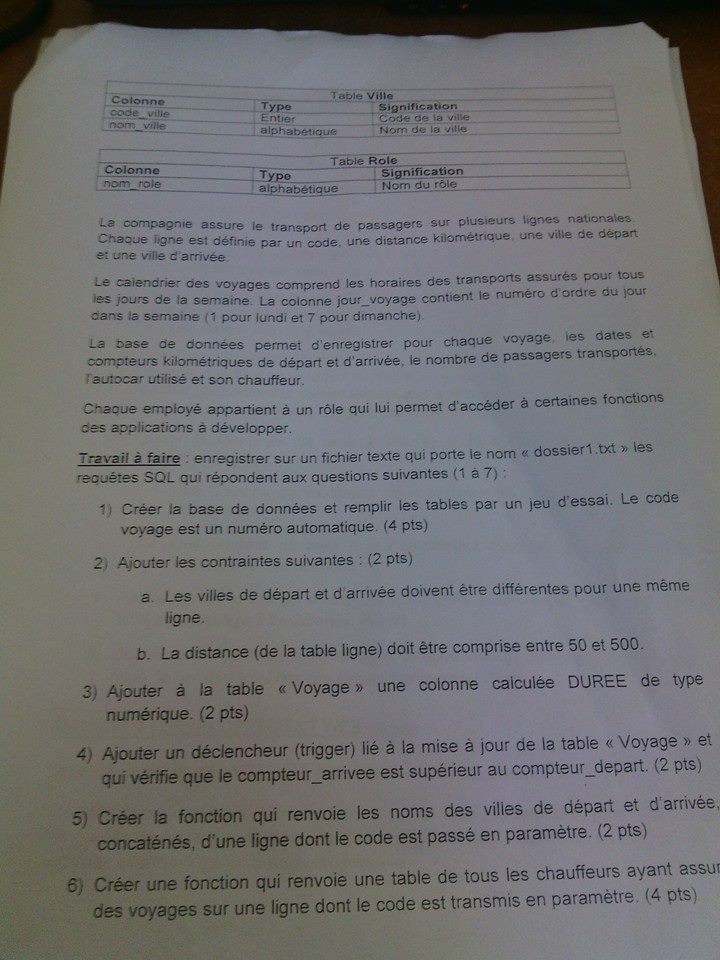 Table Ville
Colonne Type Signification
code_ville Entier Code de la ville
nom_ville alphabétique Nom de la ville
Table Role
Colonne Type Signification
nom_role alphabétique Nom du rôle
La compagnie assure le transport de passagers sur plusieurs lignes nationales.
Chaque ligne est définie par un code, une distance kilométrique, une ville de départ
et une ville d'arrivée.
Le calendrier des voyages comprend les horaires des transports assurés pour tous
les jours de la semaine. La colonne jour_voyage contient le numéro d'ordre du jour
dans la semaine (1 pour lundi et 7 pour dimanche).
La base de données permet d'enregistrer pour chaque voyage, les dates et
compteurs kilométriques de départ et d'arrivée, le nombre de passagers transportés,
l'autocar utilisé et son chauffeur.
Chaque employé appartient à un rôle qui lui permet d'accéder à certaines fonctions
des applications à développer.
Travail à faire : enregistrer sur un fichier texte qui porte le nom « dossier1.txt » les
requêtes SQL qui répondent aux questions suivantes (1 à 7) :
1) Créer la base de données et remplir les tables par un jeu d'essai. Le code
voyage est un numéro automatique. (4 pts)
2) Ajouter les contraintes suivantes : (2 pts)
a. Les villes de départ et d'arrivée doivent être différentes pour une même
ligne.
b. La distance (de la table ligne) doit être comprise entre 50 et 500.
3) Ajouter à la table « Voyage » une colonne calculée DUREE de type
numérique. (2 pts)
4) Ajouter un déclencheur (trigger) lié à la mise à jour de la table « Voyage » et
qui vérifie que le compteur_arrivee est supérieur au compteur_depart. (2 pts)
5) Créer la fonction qui renvoie les noms des villes de départ et d'arrivée,
concaténés, d'une ligne dont le code est passé en paramètre. (2 pts)
6) Créer une fonction qui renvoie une table de tous les chauffeurs ayant assur
des voyages sur une ligne dont le code est transmis en paramètre. (4 pts)